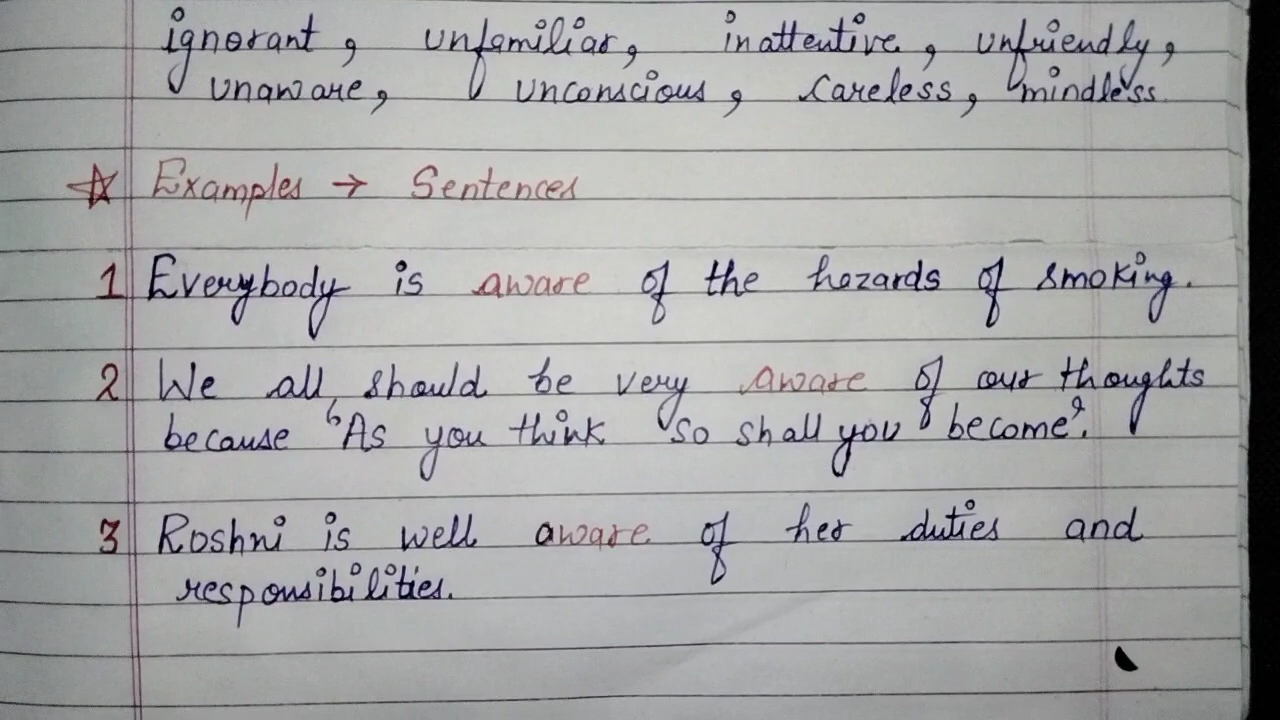 ignorant, unfamiliar, inattentive, unfriendly,
unaware, unconscious, careless, mindless
☆ Examples → Sentences
1 Everybody is aware of the hazards of smoking.
2 We all should be very aware of our thoughts
because 'As you think so shall you become'.
3 Roshni is well aware of her duties and
responsibilities.